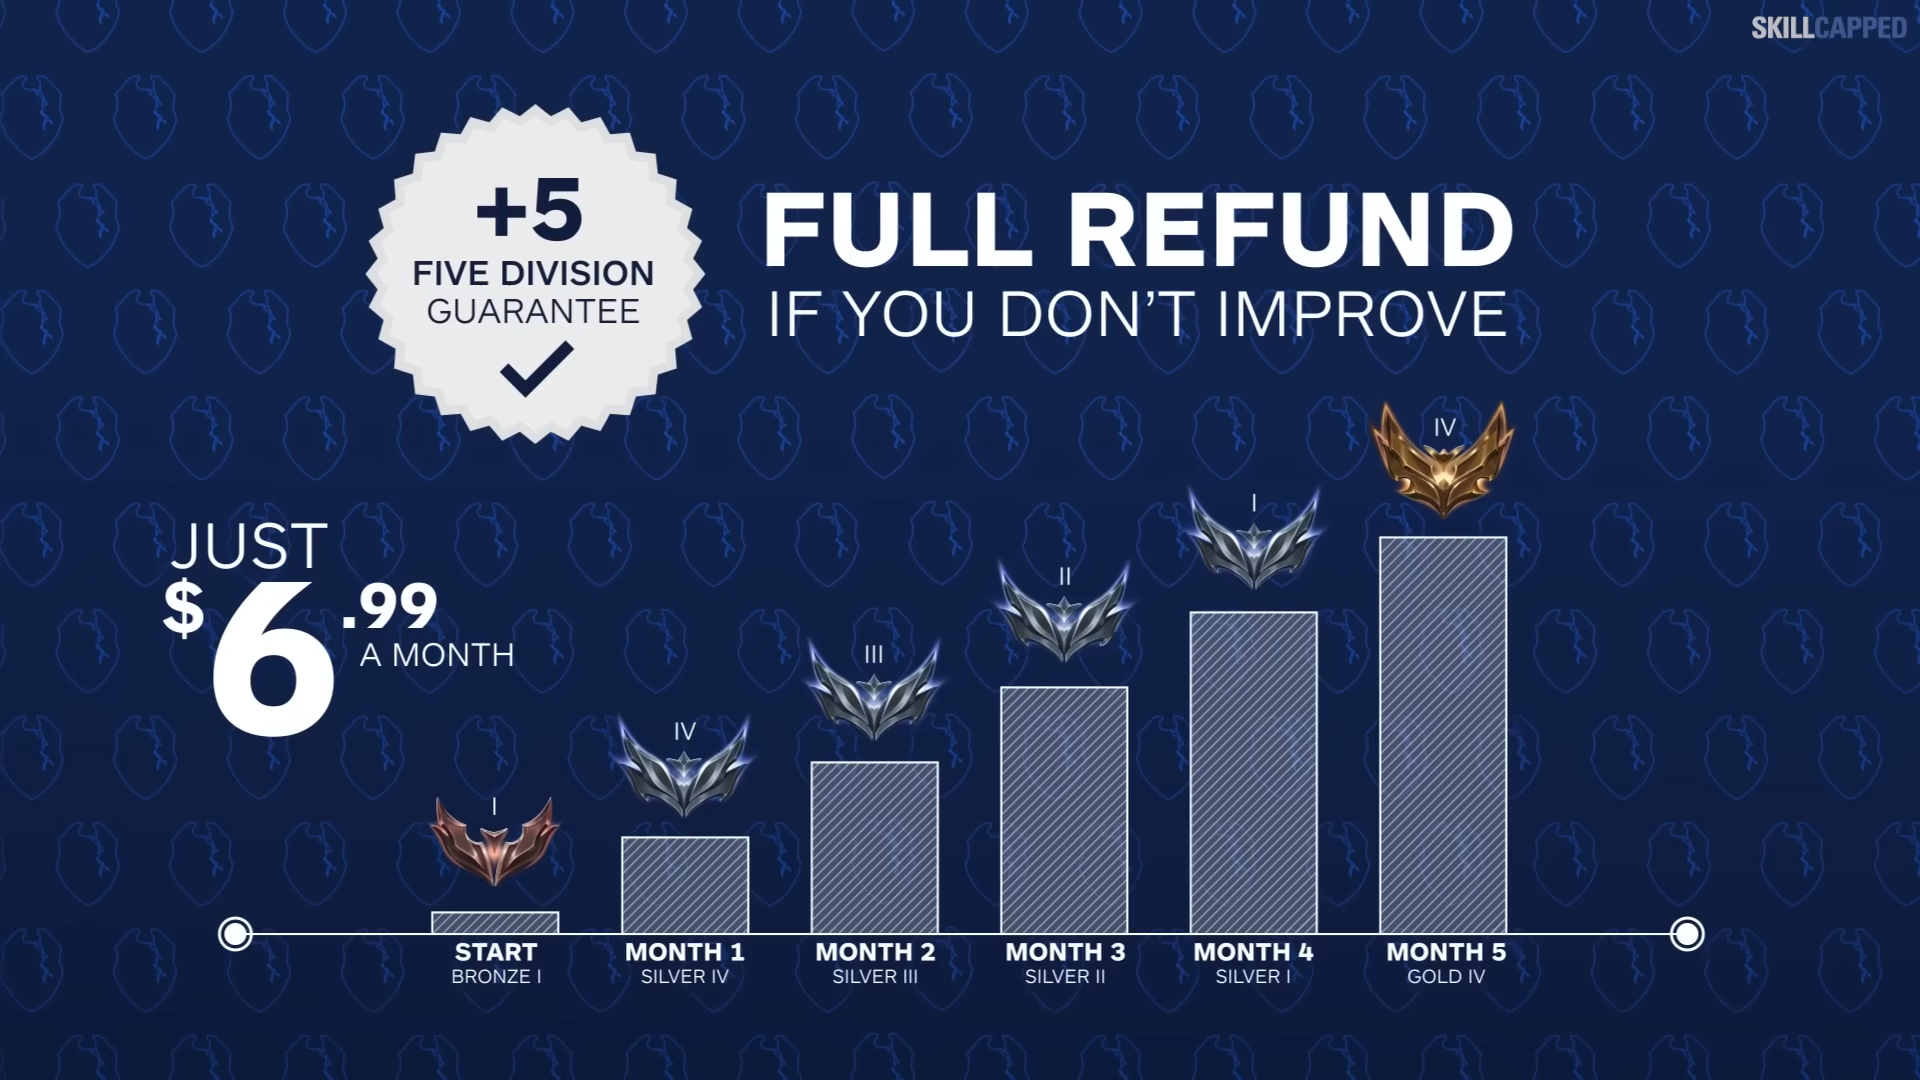 SKILLCAPPED
+5
FIVE DIVISION
GUARANTEE
FULL REFUND
IF YOU DON'T IMPROVE
JUST
$6.99
A MONTH
I
IV
III
II
I
IV
START
BRONZE I
MONTH 1
SILVER IV
MONTH 2
SILVER III
MONTH 3
SILVER II
MONTH 4
SILVER I
MONTH 5
GOLD IV